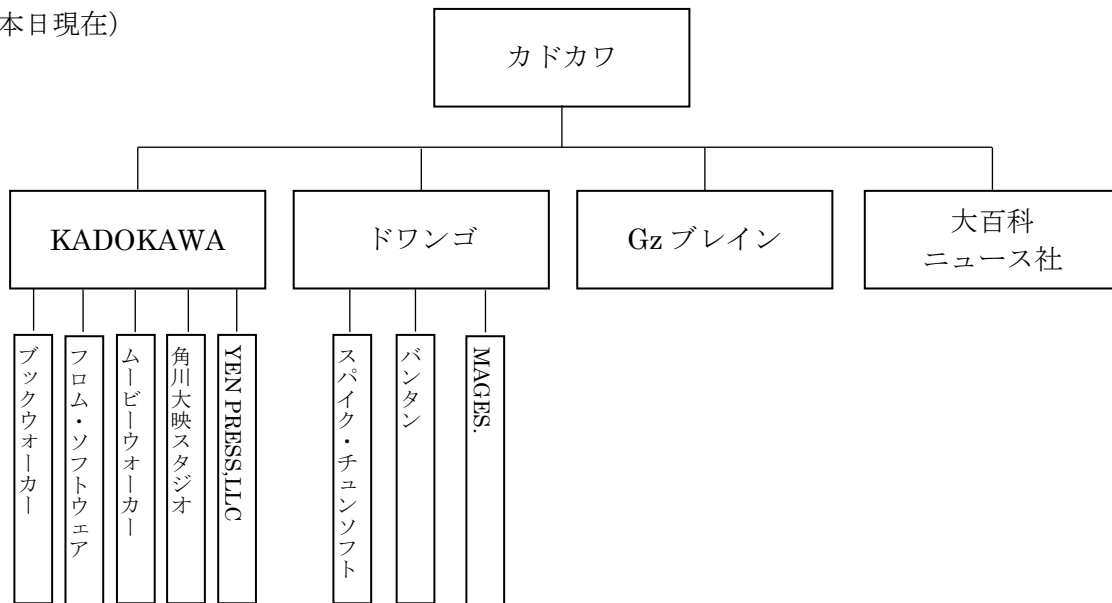 本日現在）
カドカワ
KADOKAWA
ドワンゴ
Gz ブレイン
大百科
ニュース社
ブックウォーカー
フロム・ソフトウェア
ムービーウォーカー
角川大映スタジオ
YEN PRESS,LLC
スパイク・チュンソフト
バンタン
MAGES.